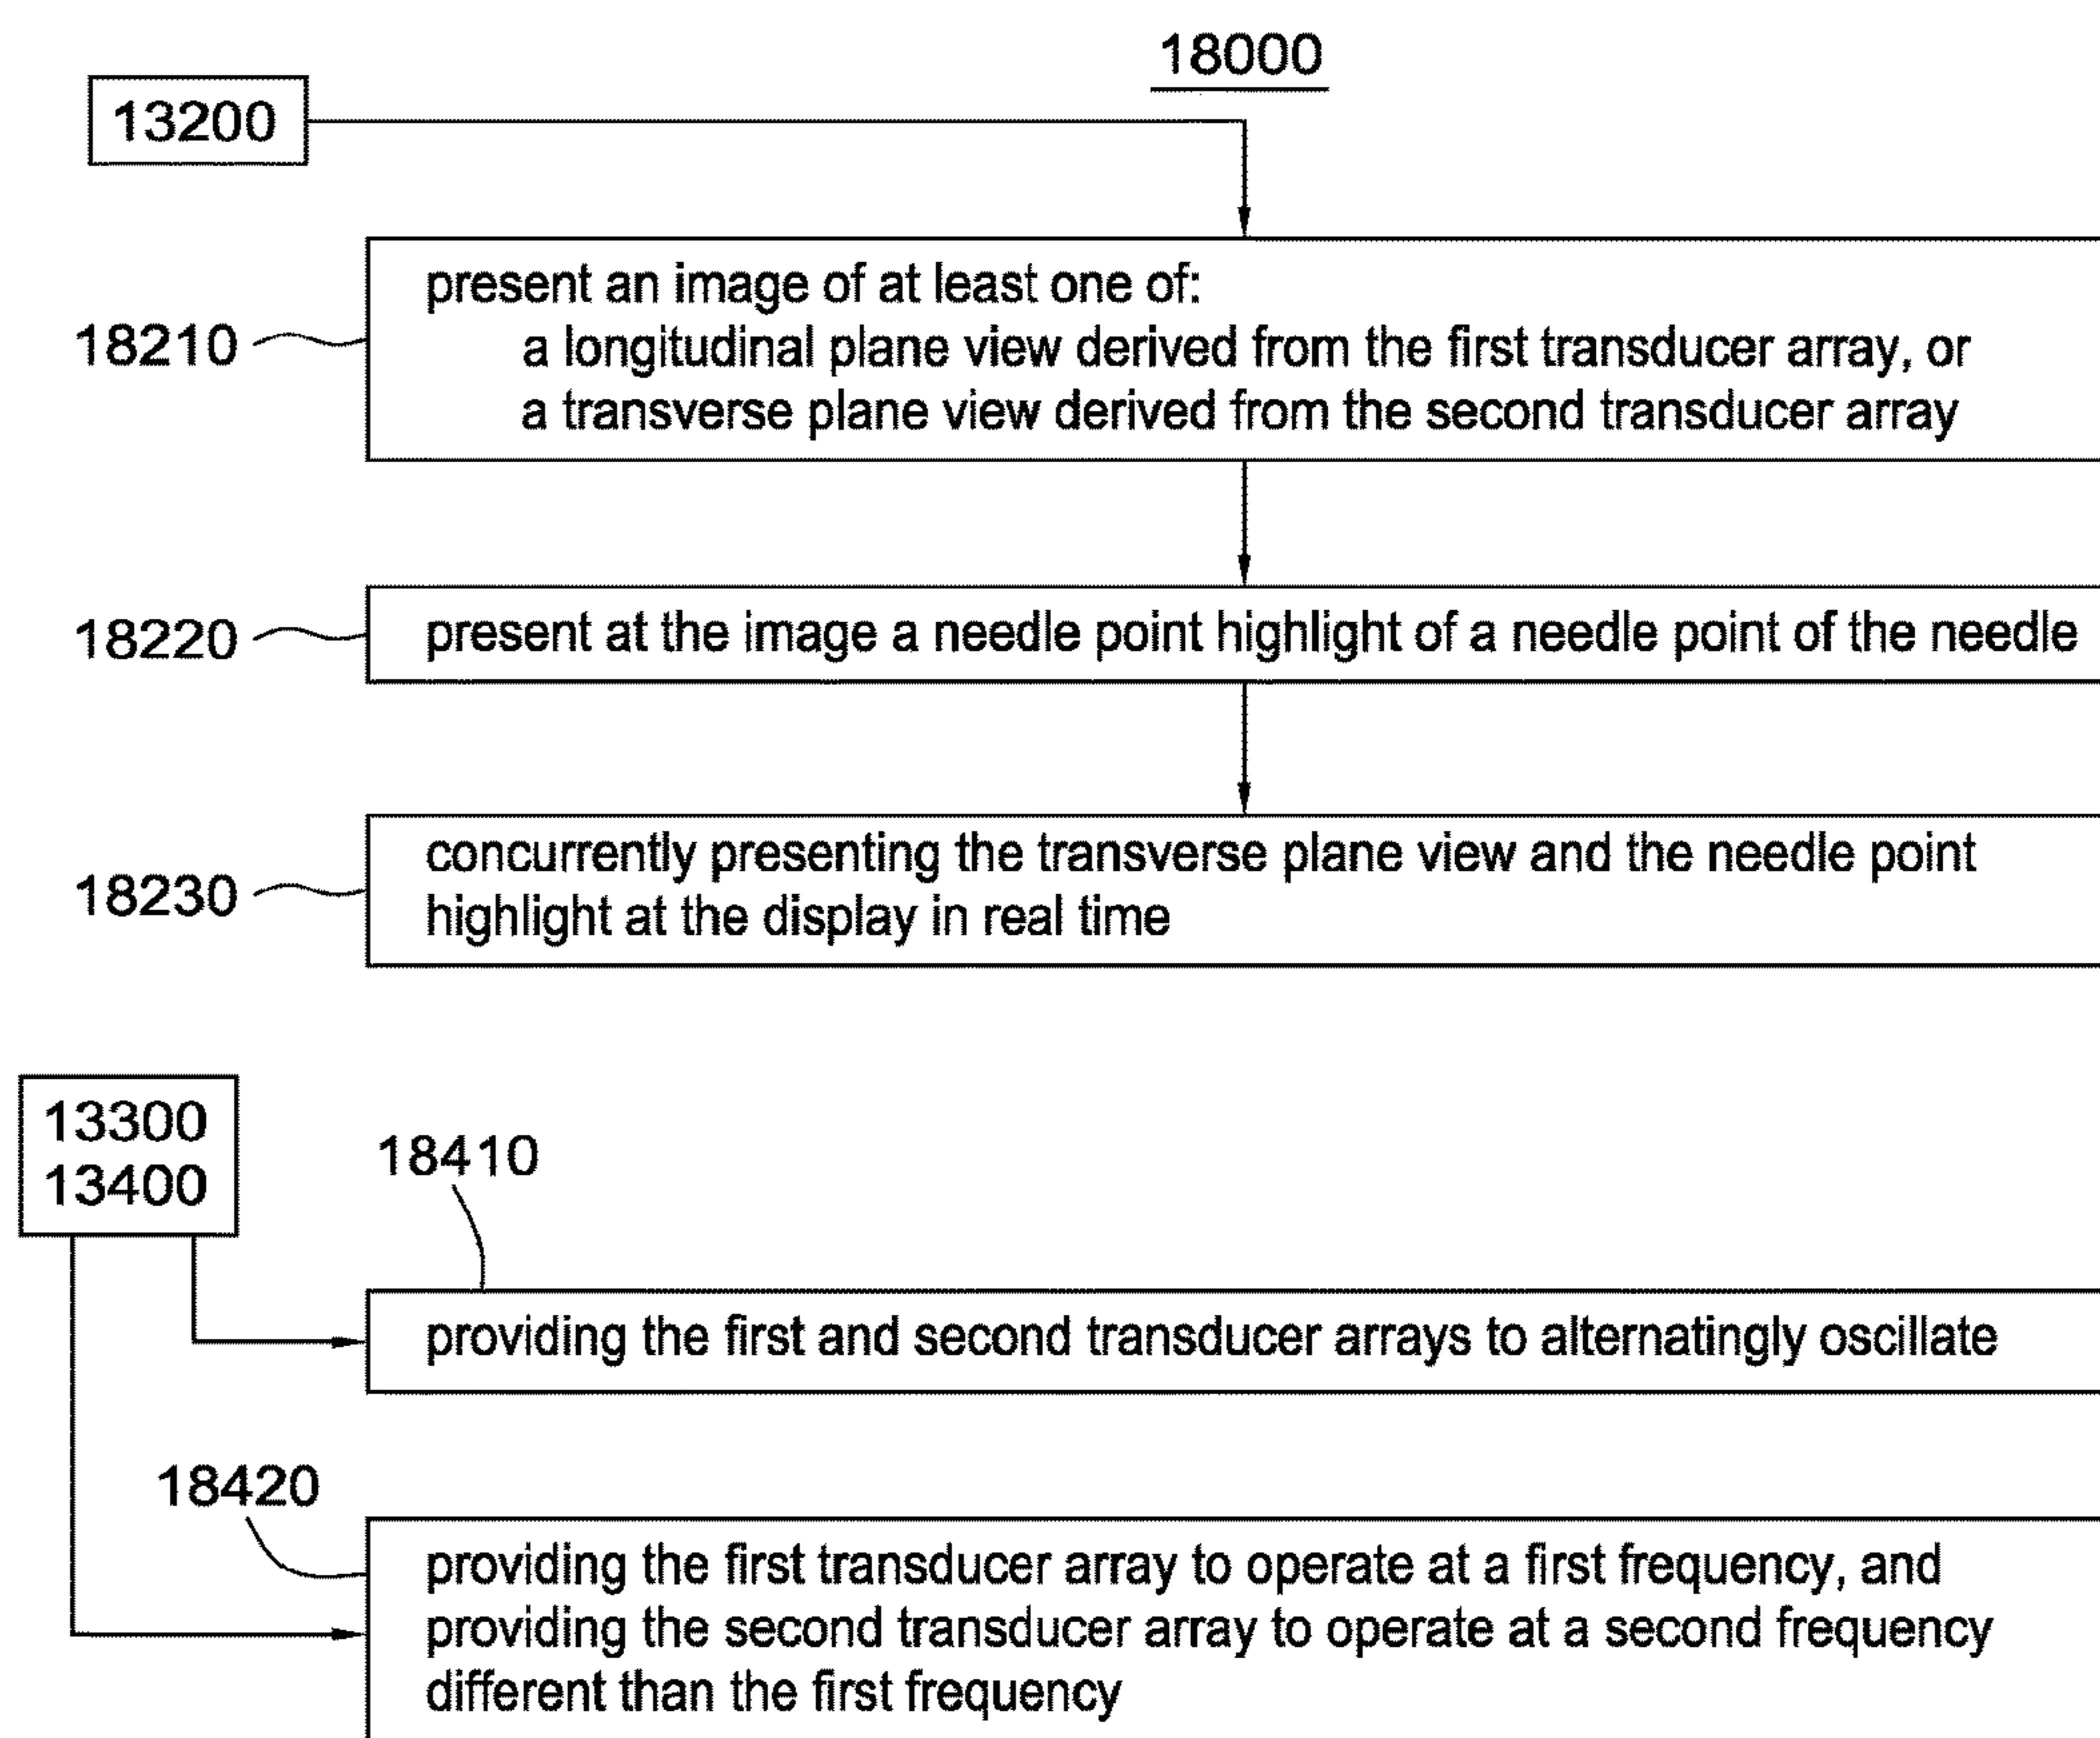 18000
13200
present an image of at least one of:
a longitudinal plane view derived from the first transducer array, or
a transverse plane view derived from the second transducer array
18210
present at the image a needle point highlight of a needle point of the needle
18220
concurrently presenting the transverse plane view and the needle point
highlight at the display in real time
18230
13300
13400
18410
providing the first and second transducer arrays to alternatingly oscillate
18420
providing the first transducer array to operate at a first frequency, and
providing the second transducer array to operate at a second frequency
different than the first frequency